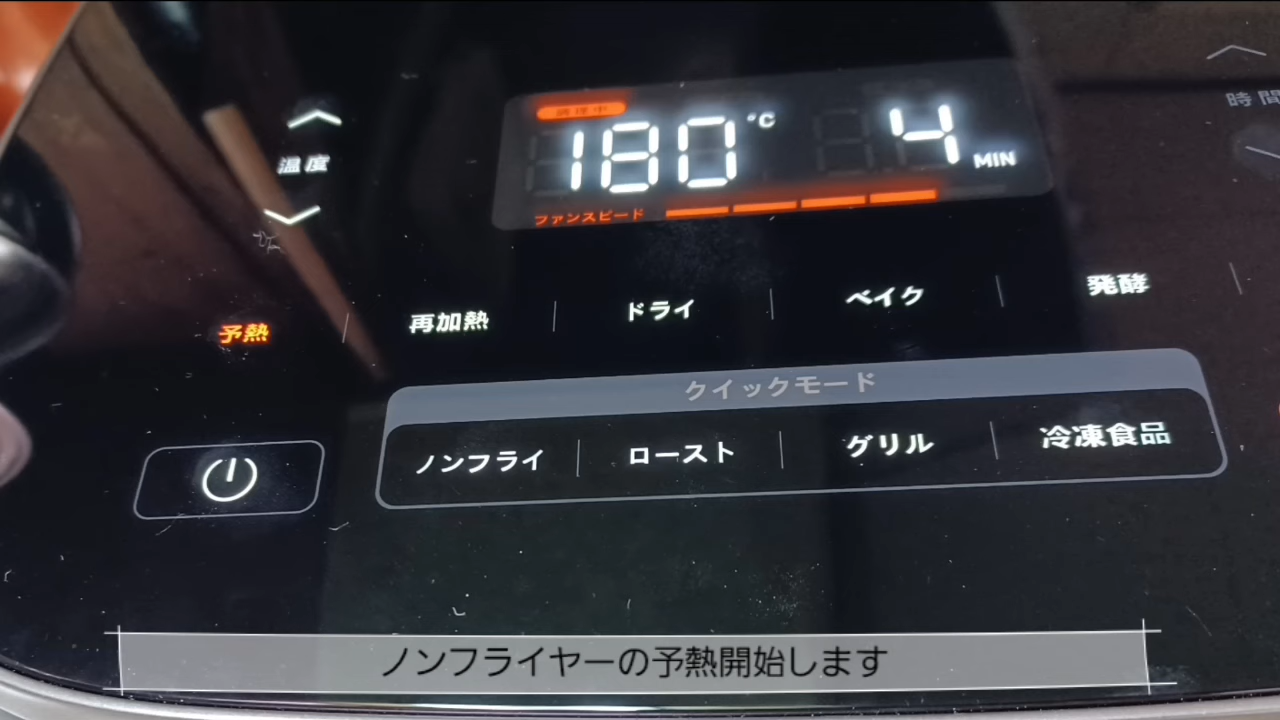 調理中
180℃ 4 MIN
ファンスピード
温度
時間
予熱
再加熱
ドライ
ベイク
発酵
クイックモード
ノンフライ
ロースト
グリル
冷凍食品
ノンフライヤーの予熱開始します